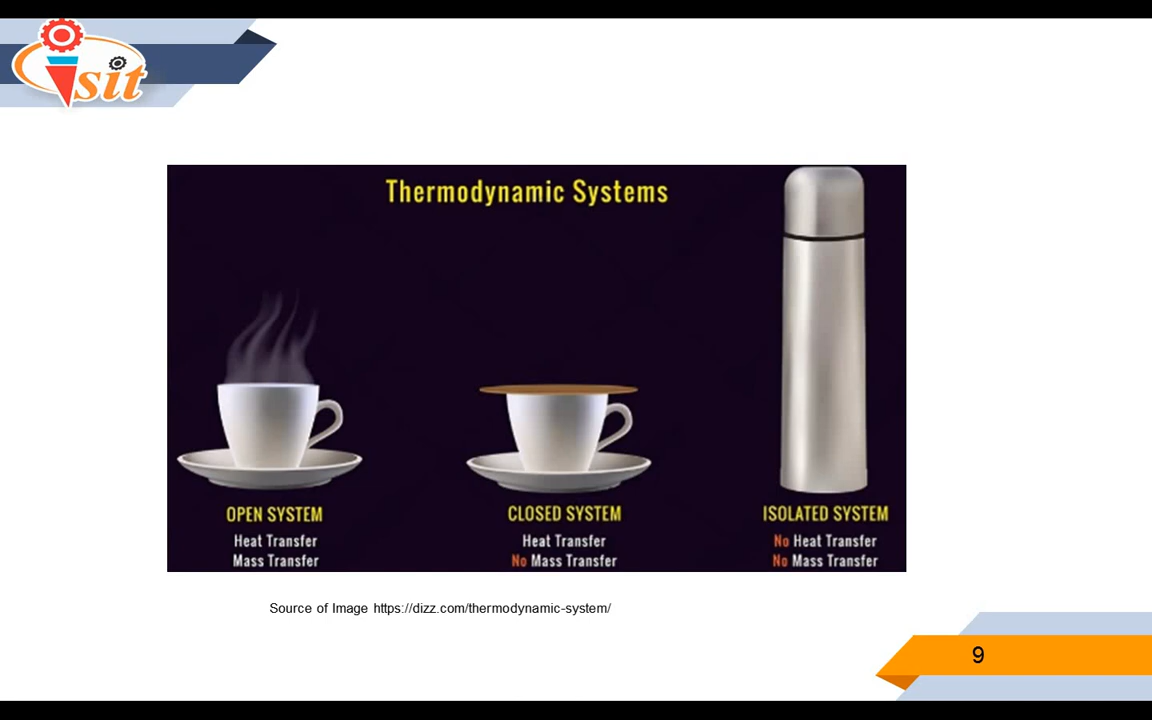 isit
Thermodynamic Systems
OPEN SYSTEM
Heat Transfer
Mass Transfer
CLOSED SYSTEM
Heat Transfer
No Mass Transfer
ISOLATED SYSTEM
No Heat Transfer
No Mass Transfer
Source of Image https://dizz.com/thermodynamic-system/
9